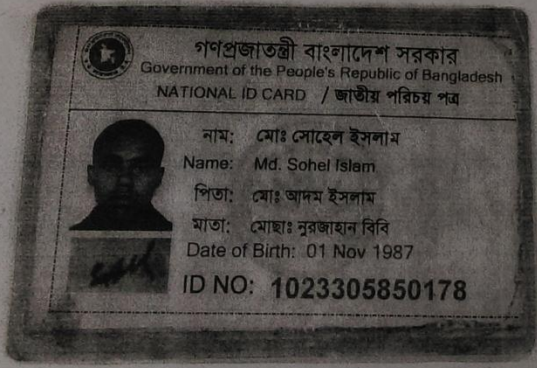 গণপ্রজাতন্ত্রী বাংলাদেশ সরকার
Government of the People's Republic of Bangladesh
NATIONAL ID CARD / জাতীয় পরিচয় পত্র
নাম: মোঃ সোহেল ইসলাম
Name: Md. Sohel Islam
পিতা: মোঃ আদম ইসলাম
মাতা: মোছাঃ নুরজাহান বিবি
Date of Birth: 01 Nov 1987
ID NO: 1023305850178